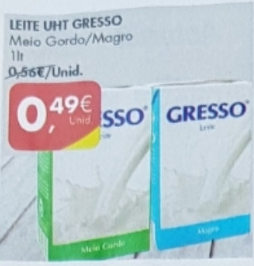 LEITE UHT GRESSO
Meio Gordo/Magro
1lt
0,56€/Unid.
0,49€
Unid.
SSO
GRESSO
Leite
Meio Gordo
Magro